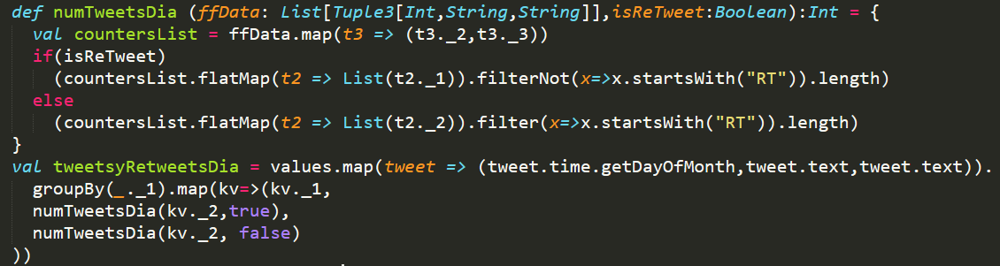 def numTweetsDia (ffData: List[Tuple3[Int,String,String]],isReTweet:Boolean):Int = {
  val countersList = ffData.map(t3 => (t3._2,t3._3))
  if(isReTweet)
    (countersList.flatMap(t2 => List(t2._1)).filterNot(x=>x.startsWith("RT")).length)
  else
    (countersList.flatMap(t2 => List(t2._2)).filter(x=>x.startsWith("RT")).length)
}
val tweetsyRetweetsDia = values.map(tweet => (tweet.time.getDayOfMonth,tweet.text,tweet.text)).
  groupBy(_._1).map(kv=>(kv._1,
  numTweetsDia(kv._2,true),
  numTweetsDia(kv._2, false)
))